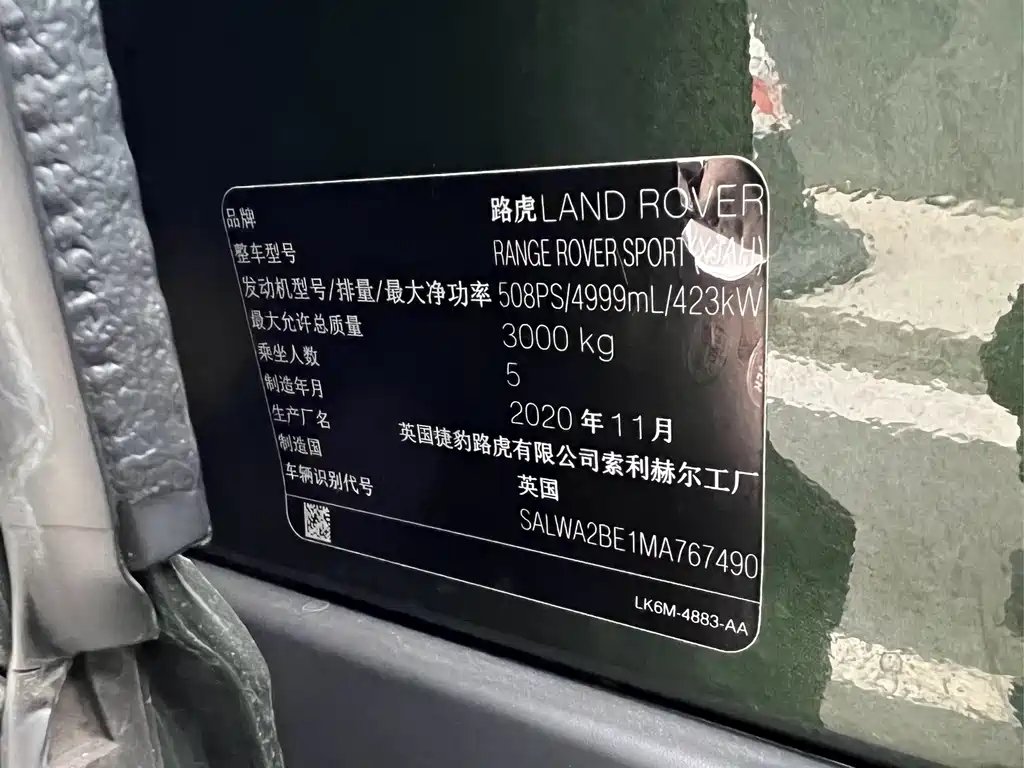 品牌 路虎LAND ROVER
整车型号 RANGE ROVER SPORT(XJAH)
发动机型号/排量/最大净功率 508PS/4999mL/423kW
最大允许总质量 3000 kg
乘坐人数 5
制造年月 2020 年 11 月
生产厂名 英国捷豹路虎有限公司索利赫尔工厂
制造国 英国
车辆识别代号 SALWA2BE1MA767490
LK6M-4883-AA